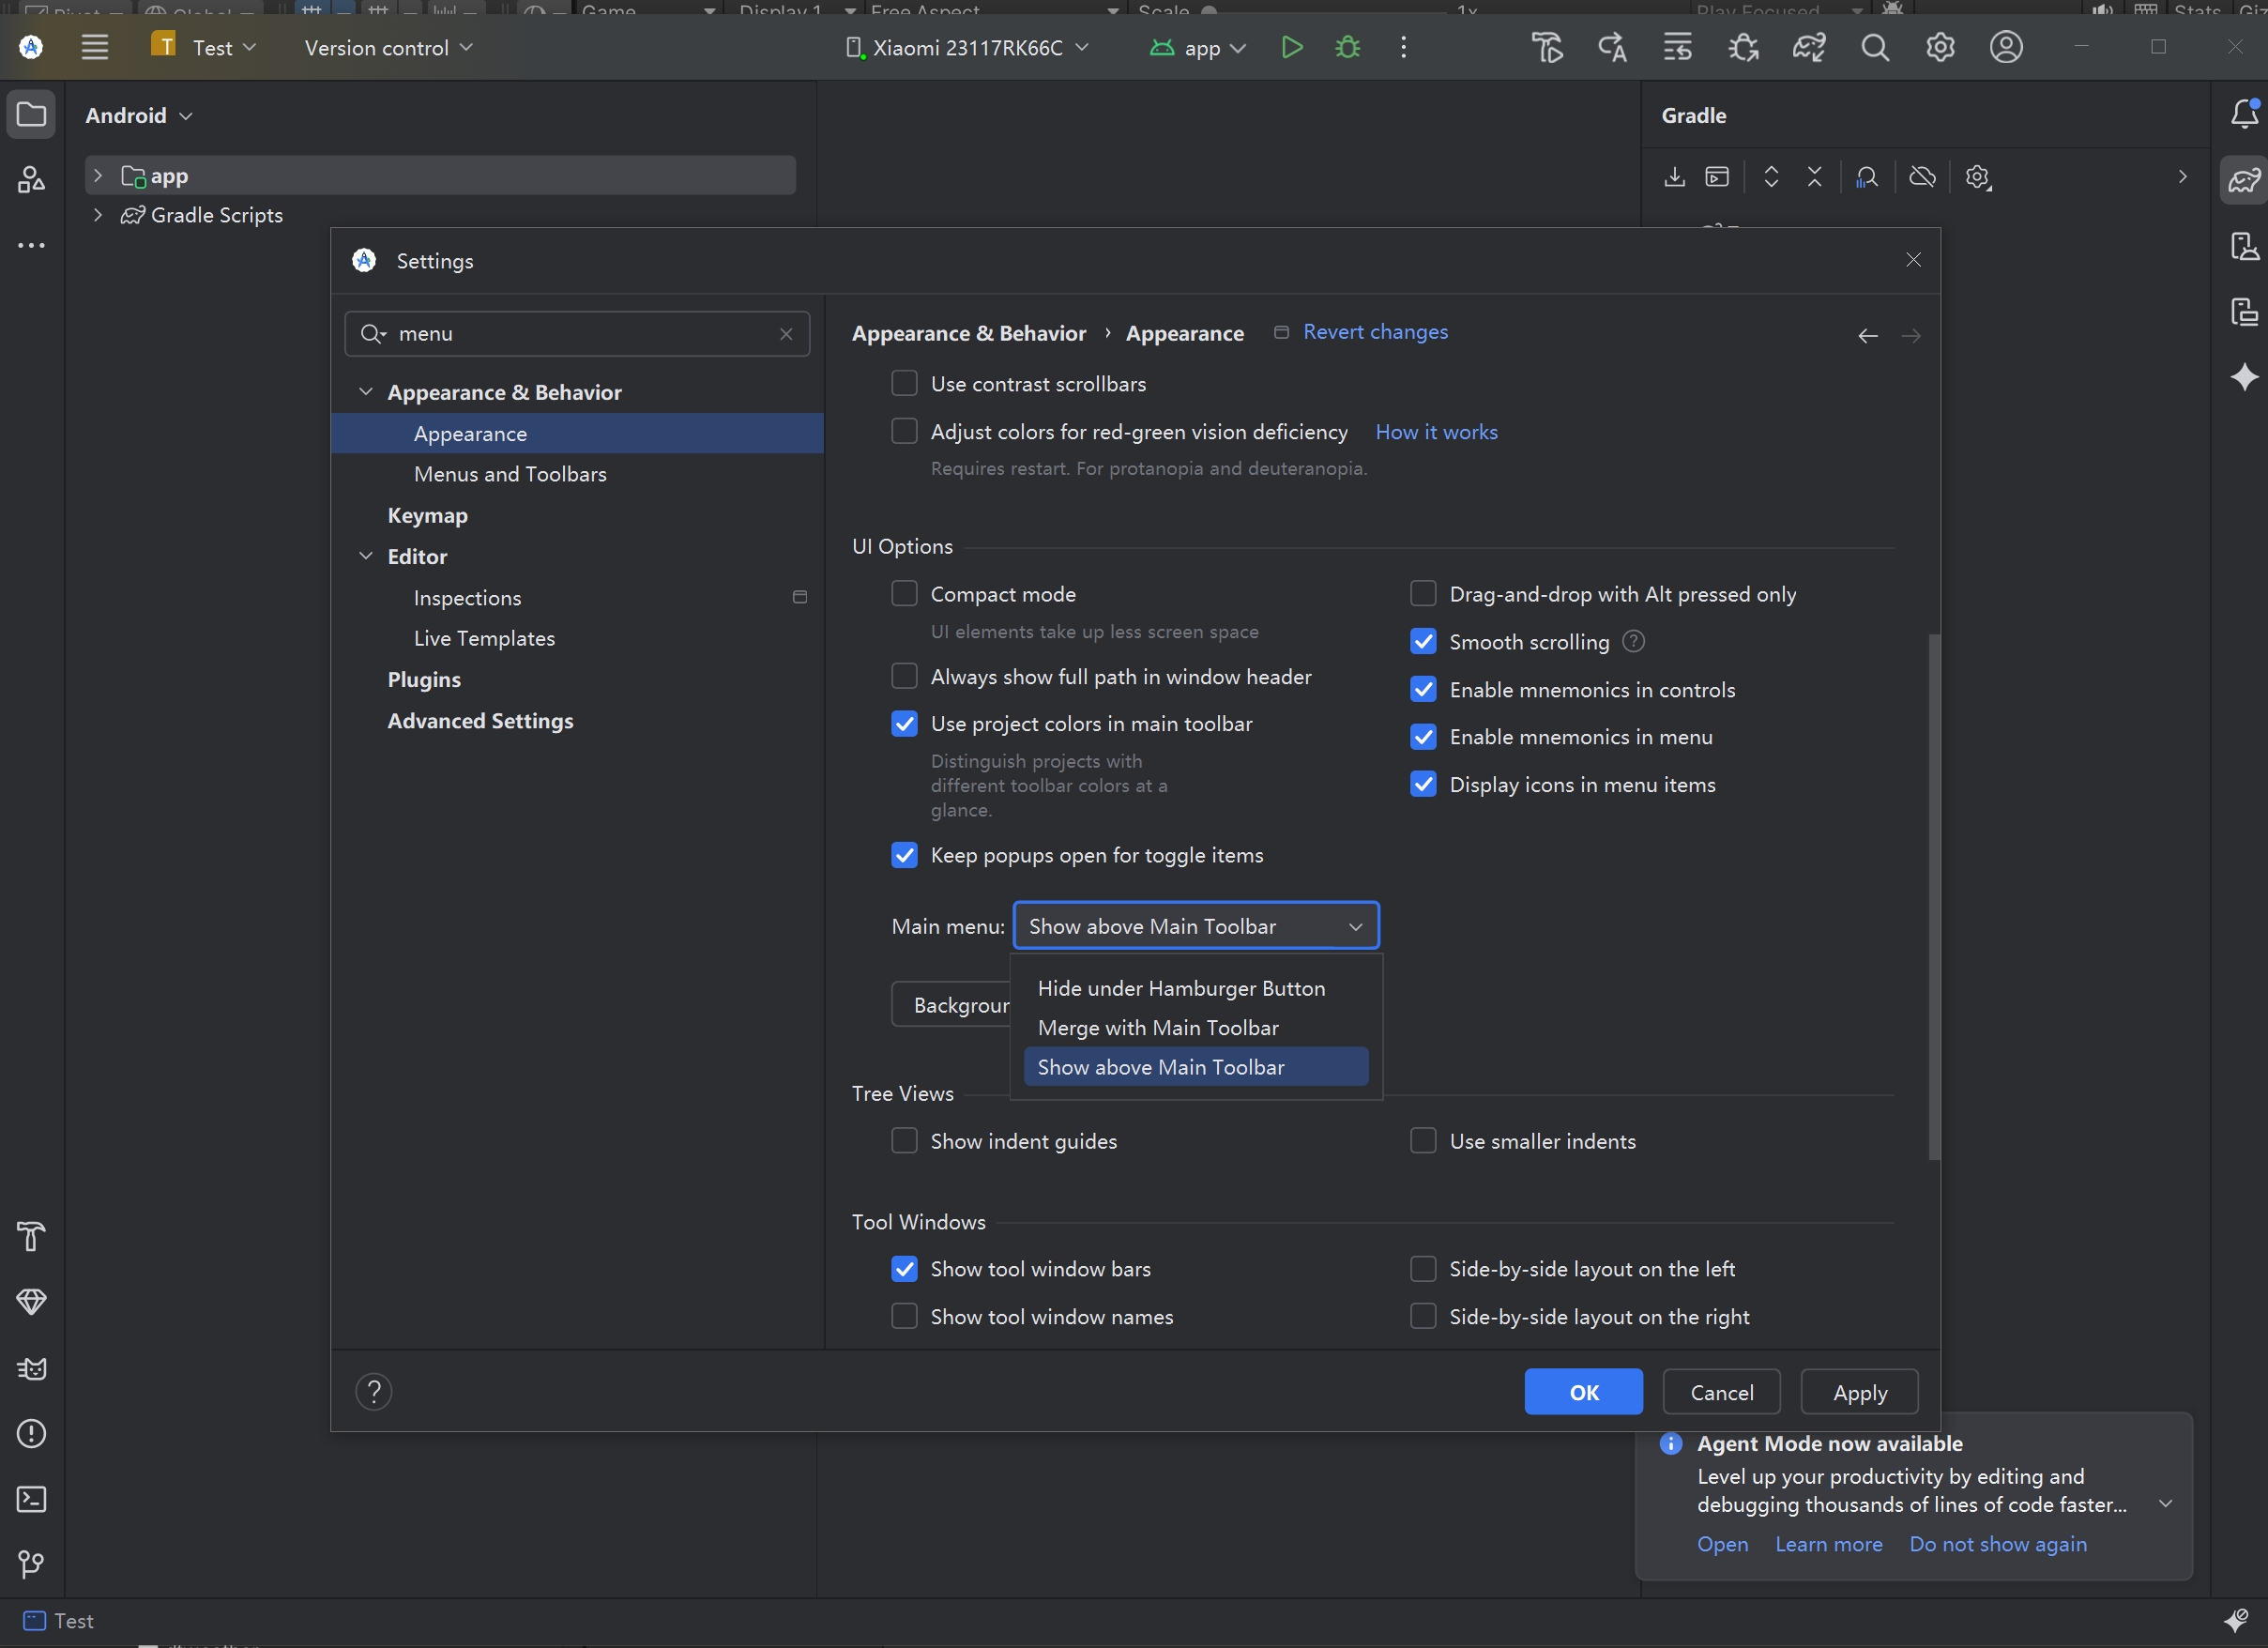 Game
Display 1
Free Aspect
Scale
1x
Play Focused
Stats
T
Test
Version control
Xiaomi 23117RK66C
app
Android
app
Gradle Scripts
Gradle
Settings
menu
Appearance & Behavior
Appearance
Menus and Toolbars
Keymap
Editor
Inspections
Live Templates
Plugins
Advanced Settings
Appearance & Behavior › Appearance
Revert changes
Use contrast scrollbars
Adjust colors for red-green vision deficiency
How it works
Requires restart. For protanopia and deuteranopia.
UI Options
Compact mode
UI elements take up less screen space
Always show full path in window header
Use project colors in main toolbar
Distinguish projects with
different toolbar colors at a
glance.
Keep popups open for toggle items
Drag-and-drop with Alt pressed only
Smooth scrolling
Enable mnemonics in controls
Enable mnemonics in menu
Display icons in menu items
Main menu:
Show above Main Toolbar
Hide under Hamburger Button
Merge with Main Toolbar
Show above Main Toolbar
Backgrour
Tree Views
Show indent guides
Use smaller indents
Tool Windows
Show tool window bars
Side-by-side layout on the left
Show tool window names
Side-by-side layout on the right
?
OK
Cancel
Apply
Agent Mode now available
Level up your productivity by editing and
debugging thousands of lines of code faster...
Open
Learn more
Do not show again
Test